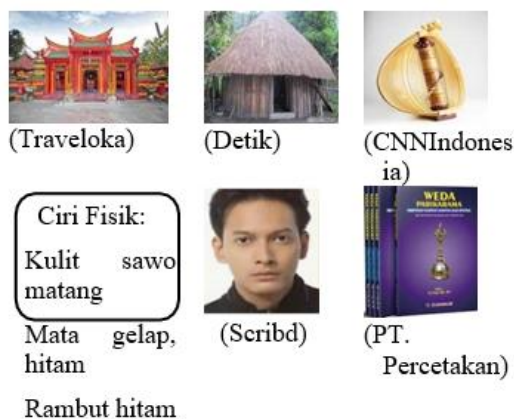 (Traveloka)
(Detik)
(CNNIndones
ia)
Ciri Fisik:
Kulit sawo
matang
Mata gelap,
hitam
Rambut hitam
(Scribd)
WEDA
PARIKRAMA
(PT.
Percetakan)